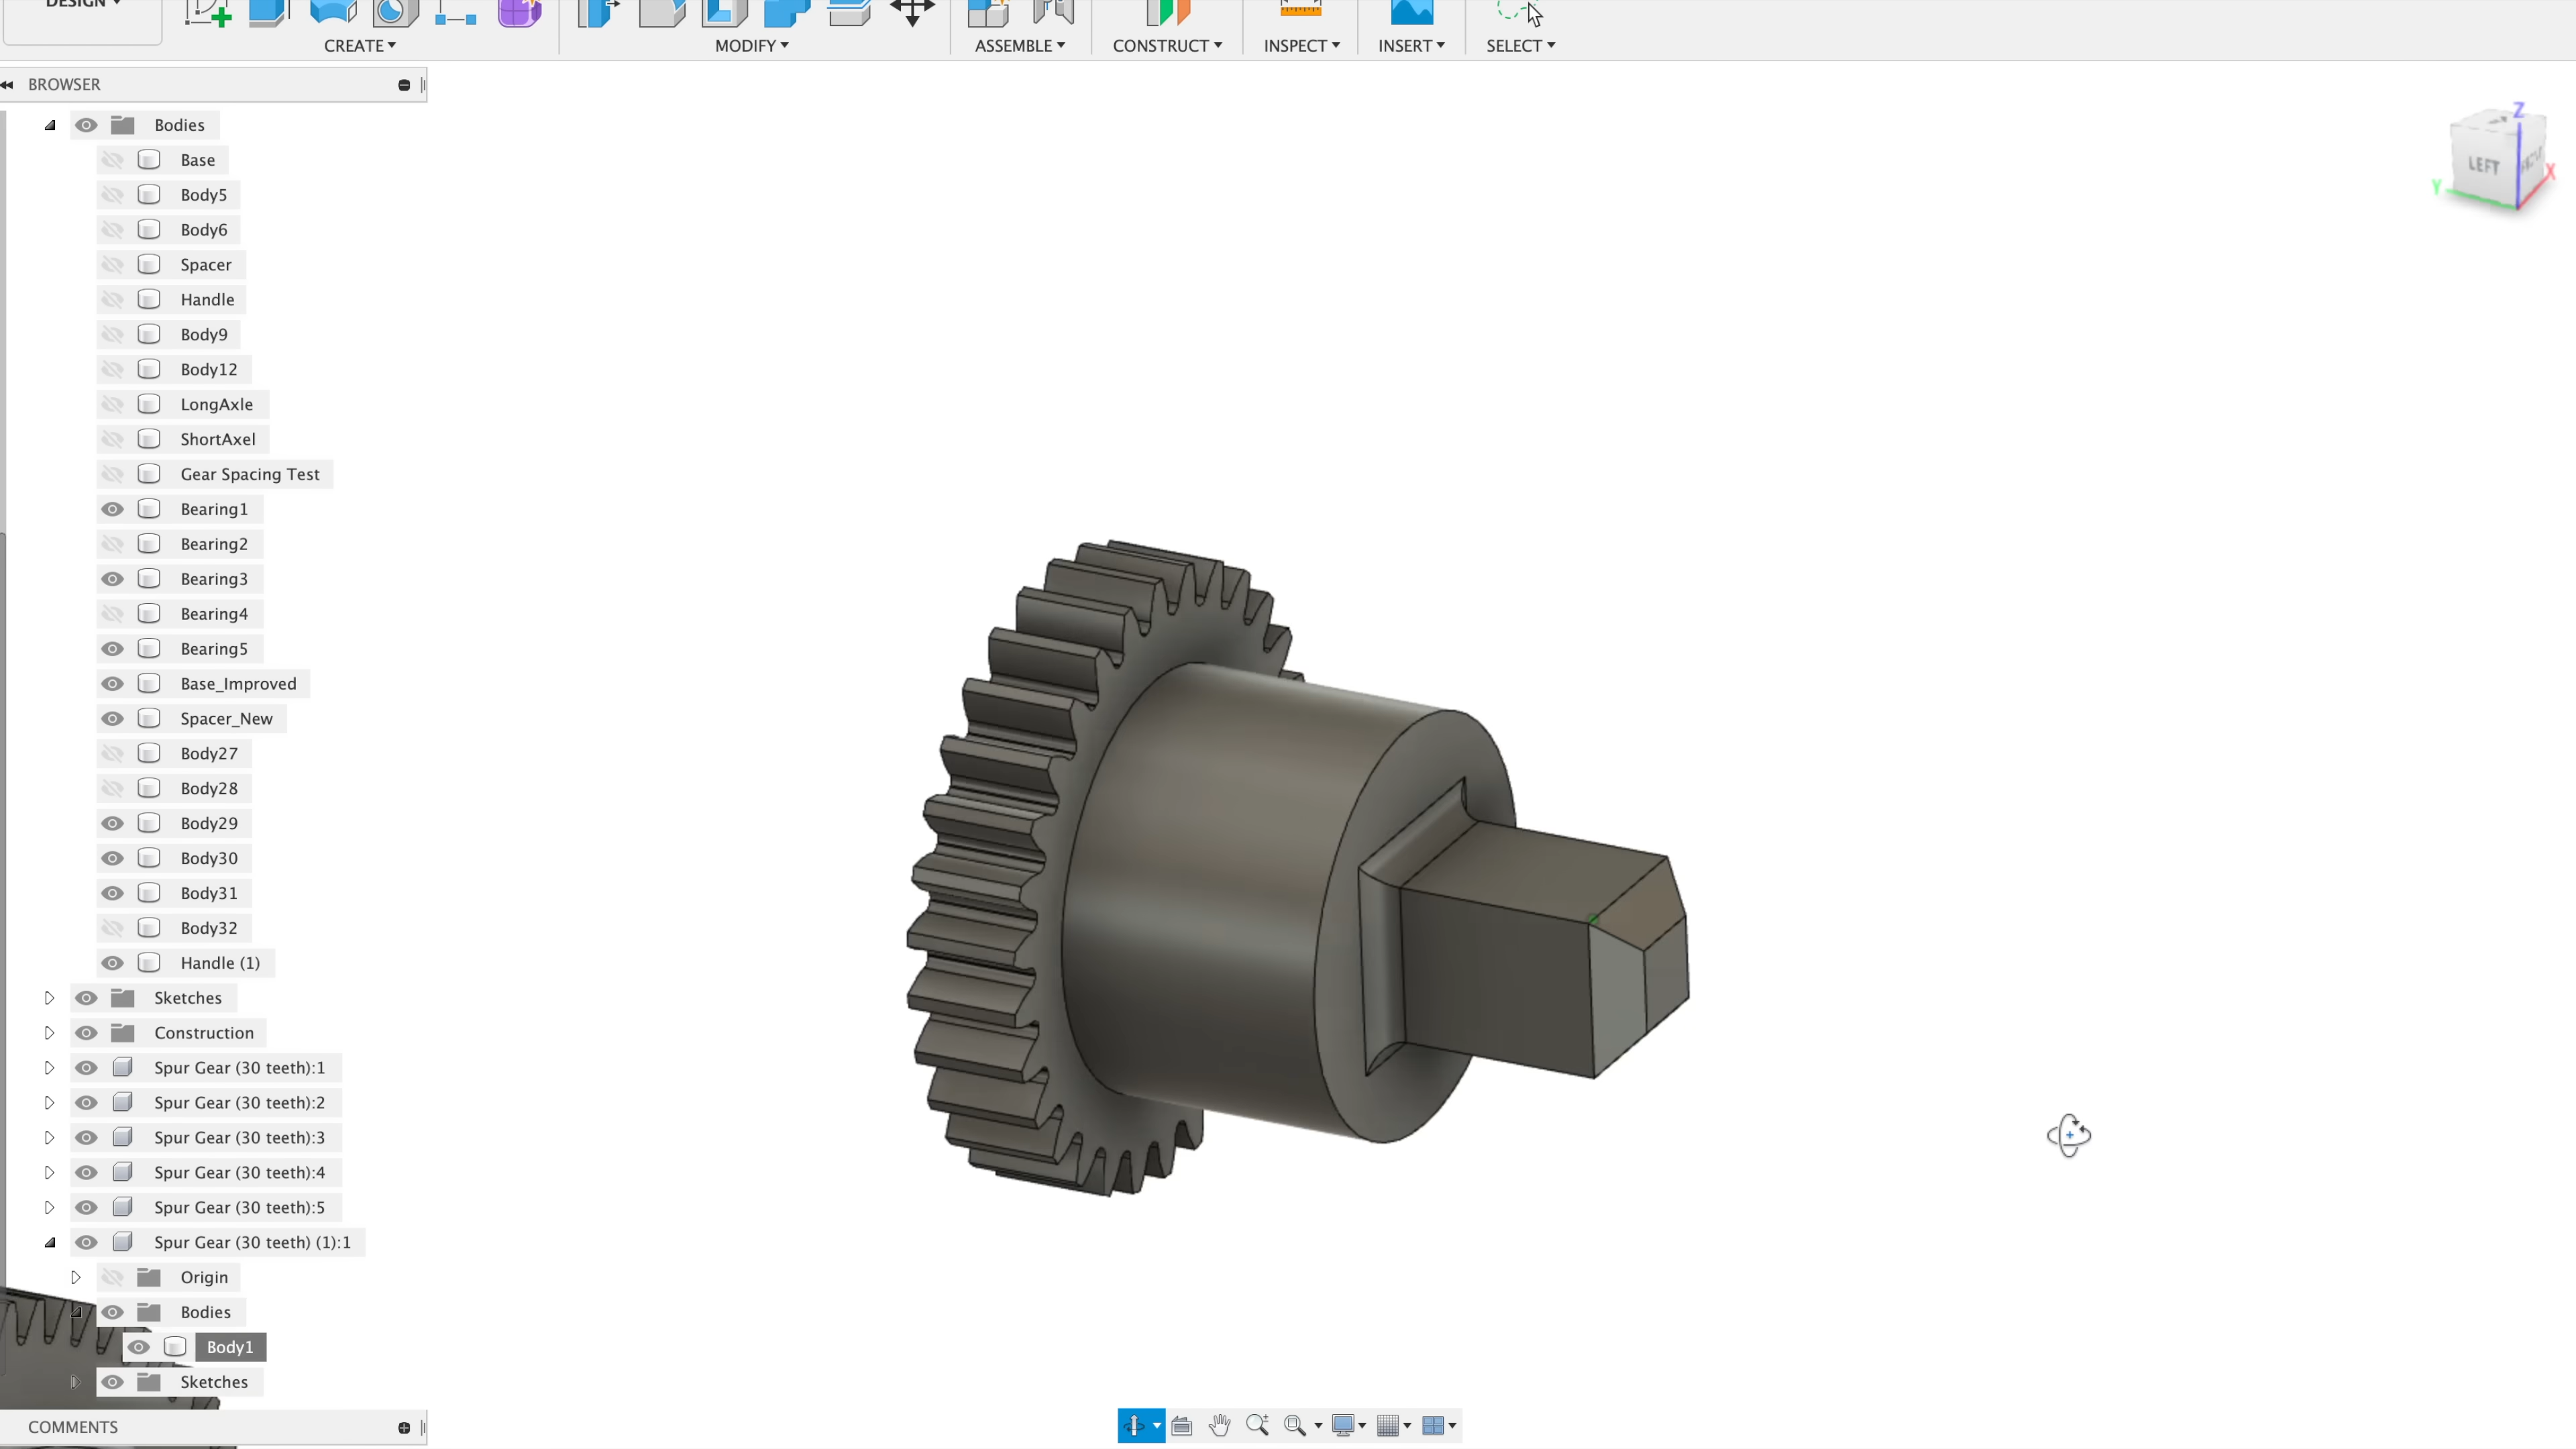 DESIGN
CREATE MODIFY ASSEMBLE CONSTRUCT INSPECT INSERT SELECT
BROWSER
Bodies
Base
Body5
Body6
Spacer
Handle
Body9
Body12
LongAxle
ShortAxel
Gear Spacing Test
Bearing1
Bearing2
Bearing3
Bearing4
Bearing5
Base_Improved
Spacer_New
Body27
Body28
Body29
Body30
Body31
Body32
Handle (1)
Sketches
Construction
Spur Gear (30 teeth):1
Spur Gear (30 teeth):2
Spur Gear (30 teeth):3
Spur Gear (30 teeth):4
Spur Gear (30 teeth):5
Spur Gear (30 teeth) (1):1
Origin
Bodies
Body1
Sketches
COMMENTS
Z
LEFT
X
Y